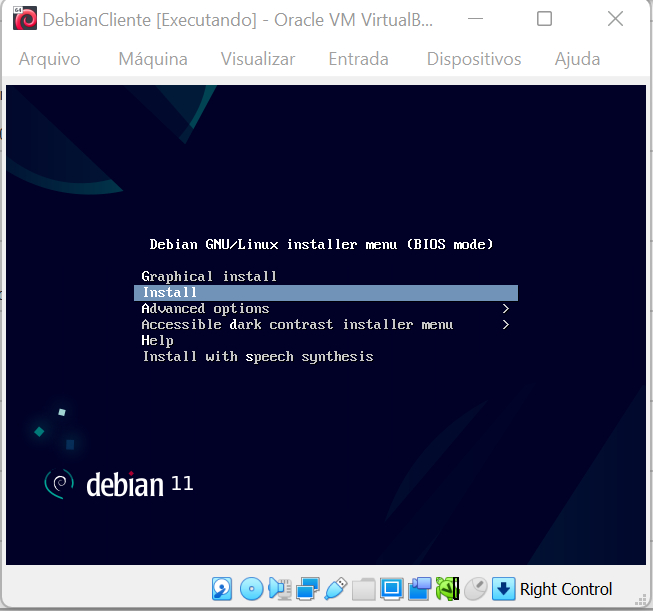 64
DebianCliente [Executando] - Oracle VM VirtualB...
Arquivo Máquina Visualizar Entrada Dispositivos Ajuda
Debian GNU/Linux installer menu (BIOS mode)
Graphical install
Install
Advanced options >
Accessible dark contrast installer menu >
Help
Install with speech synthesis
debian 11
Right Control